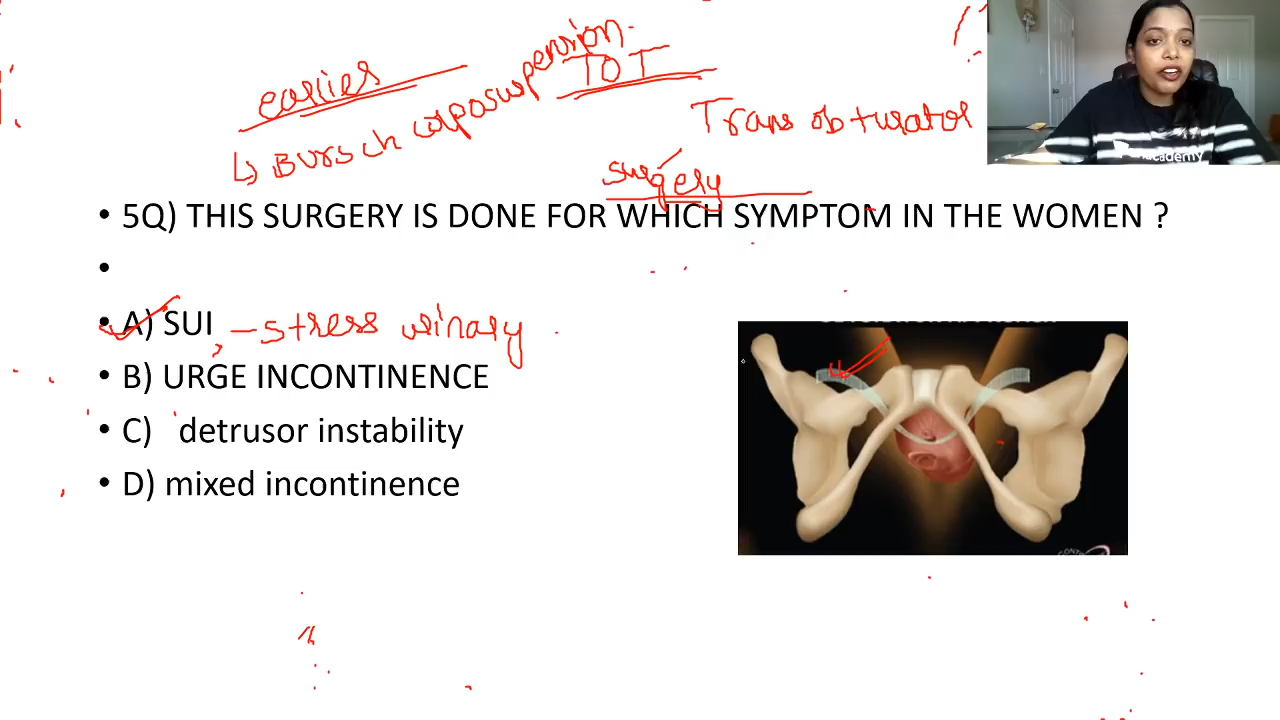 earlies
TOT
↳ Bursch colposuspension.
Trans obturator
surgery
• 5Q) THIS SURGERY IS DONE FOR WHICH SYMPTOM IN THE WOMEN ?
•
• A) SUI, – stress urinary
• B) URGE INCONTINENCE
• C) detrusor instability
• D) mixed incontinence